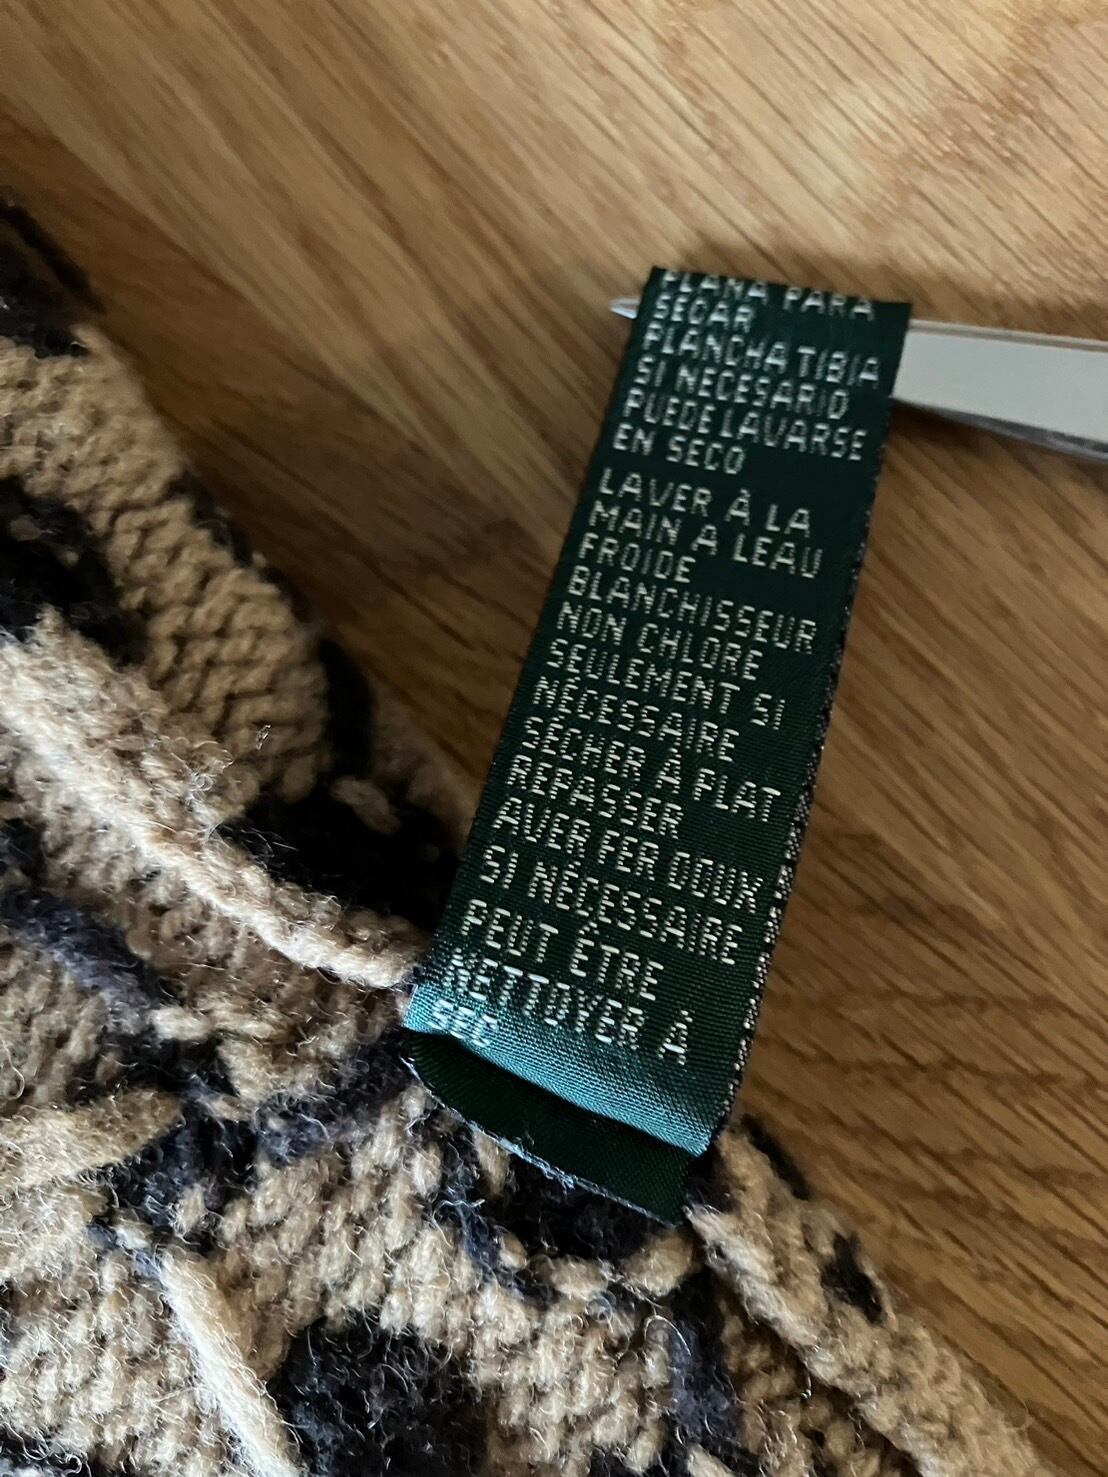 PLANA PARA
SECAR
PLANCHA TIBIA
SI NECESARIO
PUEDE LAVARSE
EN SECO
LAVER À LA
MAIN A LEAU
FROIDE
BLANCHISSEUR
NON CHLORE
SEULEMENT SI
NÉCESSAIRE
SÉCHER À PLAT
REPASSER
AVER FER DOUX
SI NÉCESSAIRE
PEUT ÊTRE
NETTOYER À
SEC